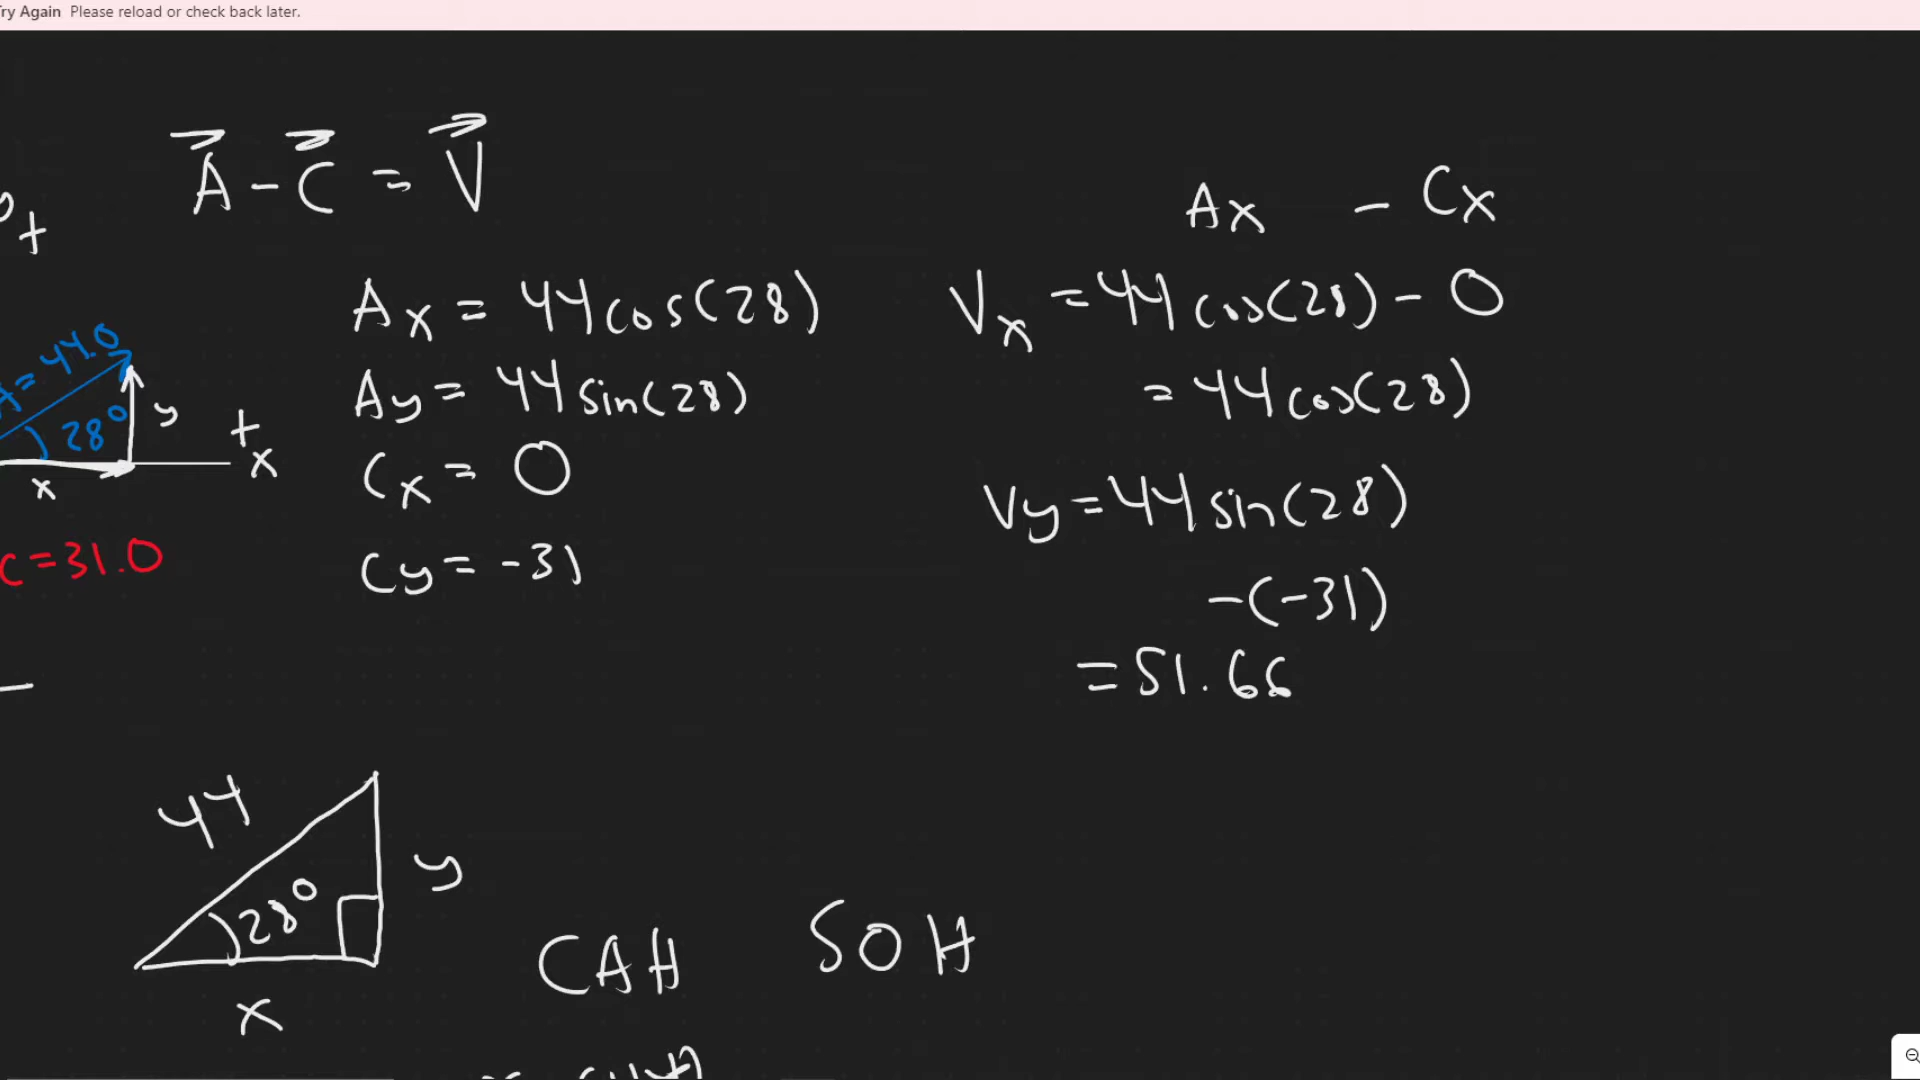 Try Again Please reload or check back later.
A - C = V
+
Ax - Cx
Ax = 44cos(28)
Vx = 44cos(28) - 0
A = 44.0
= 44cos(28)
Ay = 44sin(28)
28° y + x
x
Cx = 0
Vy = 44sin(28)
C = 31.0
Cy = -31
-(-31)
= 51.66
44
28°
y
x
CAH SOH